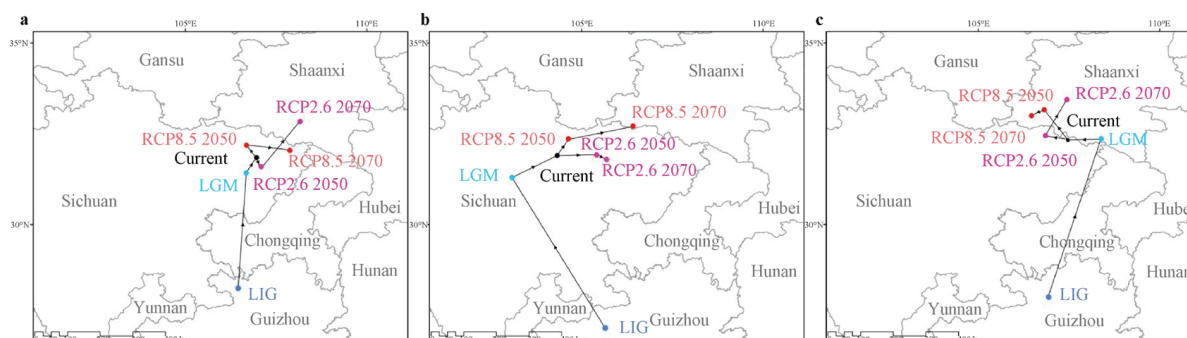 a
105°E
110°E
35°N
Gansu
Shaanxi
RCP2.6 2070
RCP8.5 2050
Current
RCP8.5 2070
LGM
RCP2.6 2050
30°N
Sichuan
Hubei
Chongqing
Hunan
LIG
Yunnan
Guizhou
b
105°E
110°E
35°N
Gansu
Shaanxi
RCP8.5 2070
RCP8.5 2050
RCP2.6 2050
Current
RCP2.6 2070
LGM
Sichuan
30°N
Hubei
Chongqing
Hunan
Yunnan
LIG
Guizhou
c
105°E
110°E
35°N
Gansu
Shaanxi
RCP8.5 2050
RCP2.6 2070
Current
RCP8.5 2070
LGM
RCP2.6 2050
30°N
Sichuan
Hube
Chongqing
Hunan
LIG
Yunnan
Guizhou